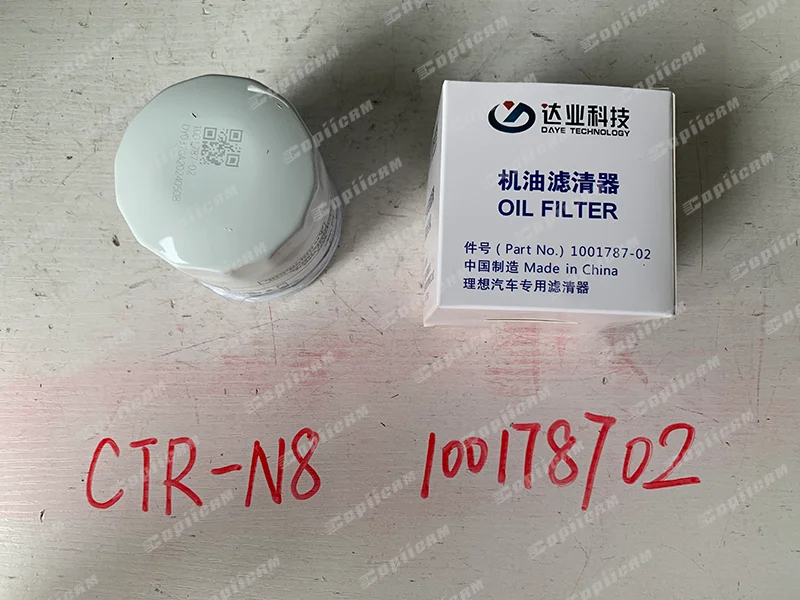 达业科技
DAYE TECHNOLOGY
机油滤清器
OIL FILTER
件号 ( Part No. ) 1001787-02
中国制造 Made in China
理想汽车专用滤清器
CTR-N8
100178702
CopiiCAM